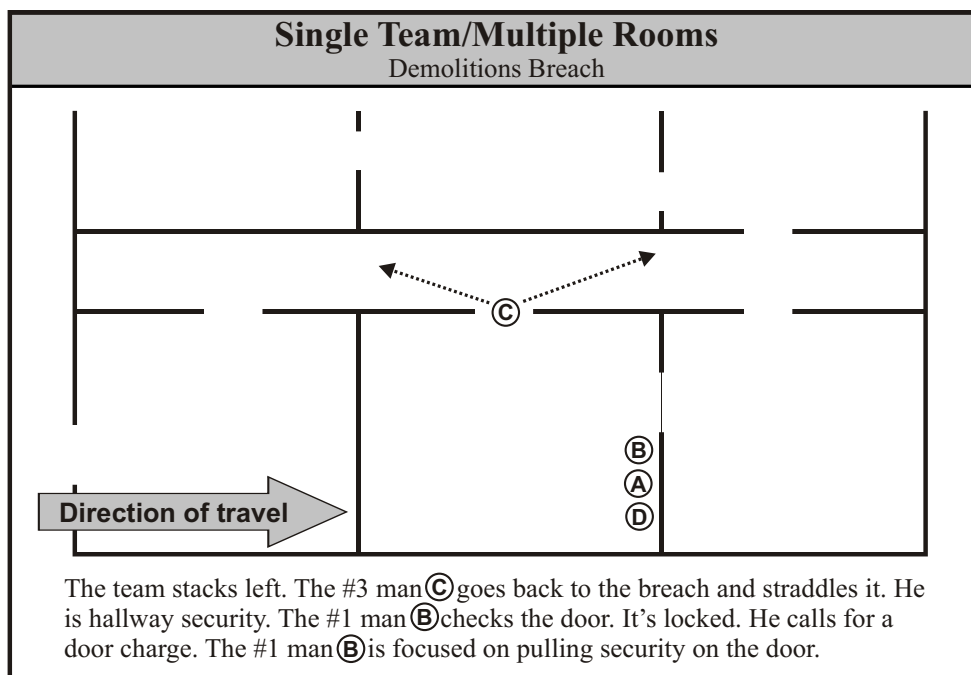 Single Team/Multiple Rooms
Demolitions Breach
C
B
A
D
Direction of travel
The team stacks left. The #3 man C goes back to the breach and straddles it. He
is hallway security. The #1 man B checks the door. It's locked. He calls for a
door charge. The #1 man B is focused on pulling security on the door.